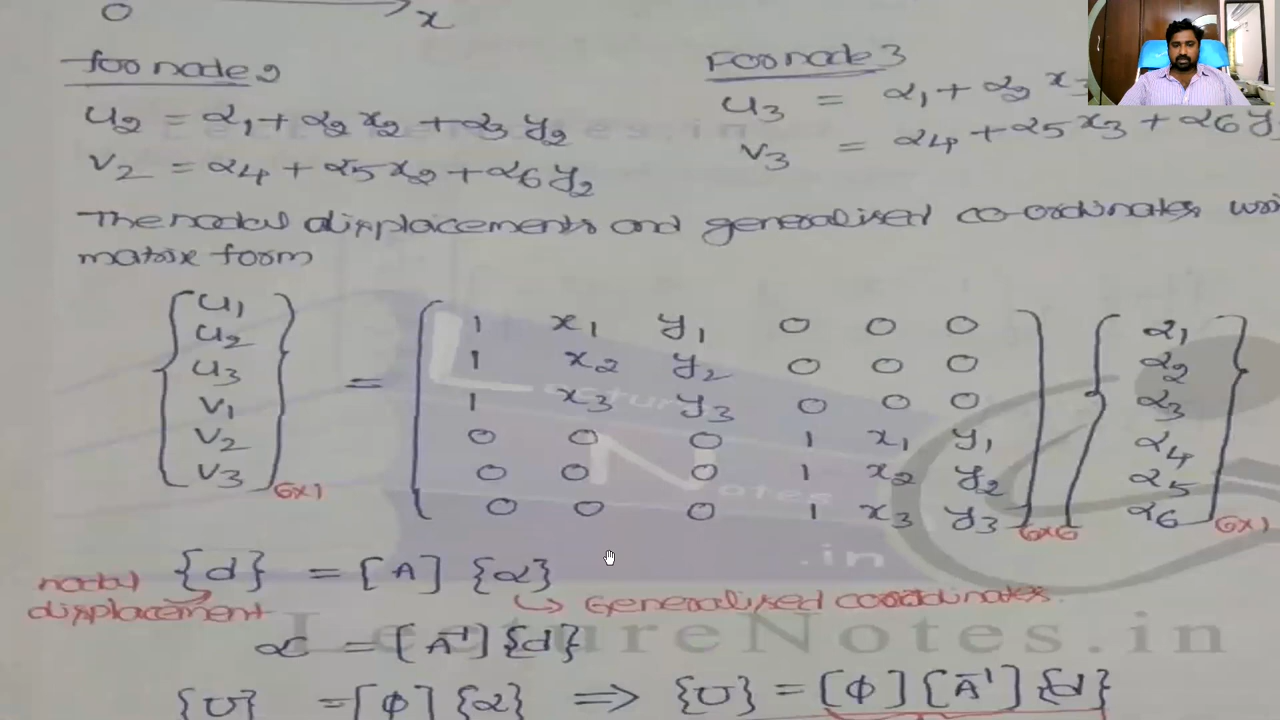 0 x
for node 2
u2 = α1 + α2 x2 + α3 y2
v2 = α4 + α5 x2 + α6 y2
For node 3
u3 = α1 + α2 x3
v3 = α4 + α5 x3 + α6 y
The nodal displacements and generalised co-ordinates
matrix form
{u1 u2 u3 v1 v2 v3} 6x1
=
[1 x1 y1 0 0 0
1 x2 y2 0 0 0
1 x3 y3 0 0 0
0 0 0 1 x1 y1
0 0 0 1 x2 y2
0 0 0 1 x3 y3] 6x6
{α1 α2 α3 α4 α5 α6} 6x1
{d} = [A] {α}
nodal displacement
↳ Generalised coordinates
α = [A⁻¹] {d}
{U} = [ϕ] {α} ⇒ {U} = [ϕ] [A⁻¹] {d}
LectureNotes.in